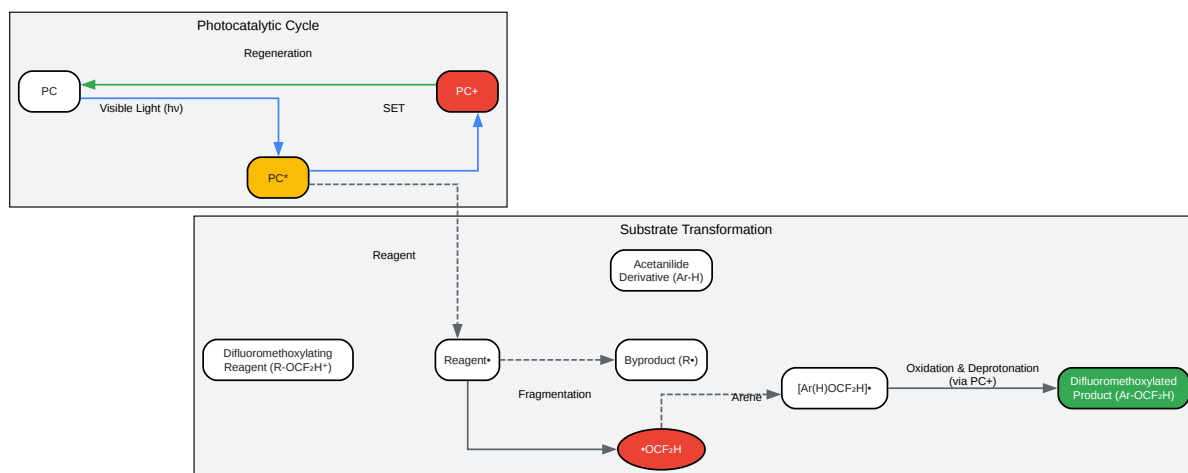 Photocatalytic Cycle
Regeneration
PC
PC+
Visible Light (hν)
SET
PC*
Substrate Transformation
Reagent
Acetanilide
Derivative (Ar-H)
Difluoromethoxylating
Reagent (R-OCF₂H⁺)
Reagent•
Byproduct (R•)
Fragmentation
Arene
[Ar(H)OCF₂H]•
Oxidation & Deprotonation
(via PC+)
Difluoromethoxylated
Product (Ar-OCF₂H)
•OCF₂H